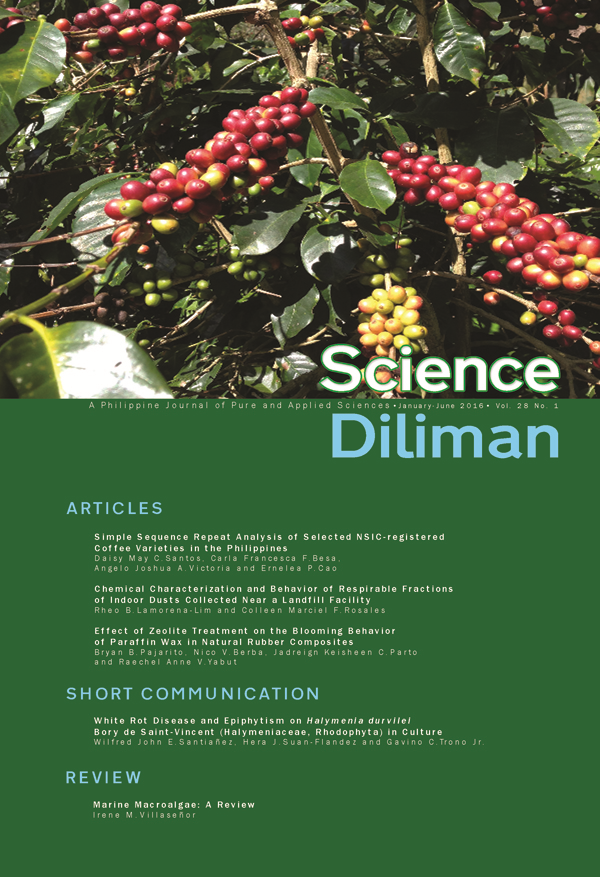 Science
A Philippine Journal of Pure and Applied Sciences • January-June 2016 • Vol. 28 No. 1
Diliman
ARTICLES
Simple Sequence Repeat Analysis of Selected NSIC-registered
Coffee Varieties in the Philippines
Daisy May C. Santos, Carla Francesca F. Besa,
Angelo Joshua A. Victoria and Ernelea P. Cao
Chemical Characterization and Behavior of Respirable Fractions
of Indoor Dusts Collected Near a Landfill Facility
Rheo B. Lamorena-Lim and Colleen Marciel F. Rosales
Effect of Zeolite Treatment on the Blooming Behavior
of Paraffin Wax in Natural Rubber Composites
Bryan B. Pajarito, Nico V. Berba, Jadreign Keisheen C. Parto
and Raechel Anne V. Yabut
SHORT COMMUNICATION
White Rot Disease and Epiphytism on Halymenia durvilei
Bory de Saint-Vincent (Halymeniaceae, Rhodophyta) in Culture
Wilfred John E. Santiañez, Hera J. Suan-Flandez and Gavino C. Trono Jr.
REVIEW
Marine Macroalgae: A Review
Irene M. Villaseñor